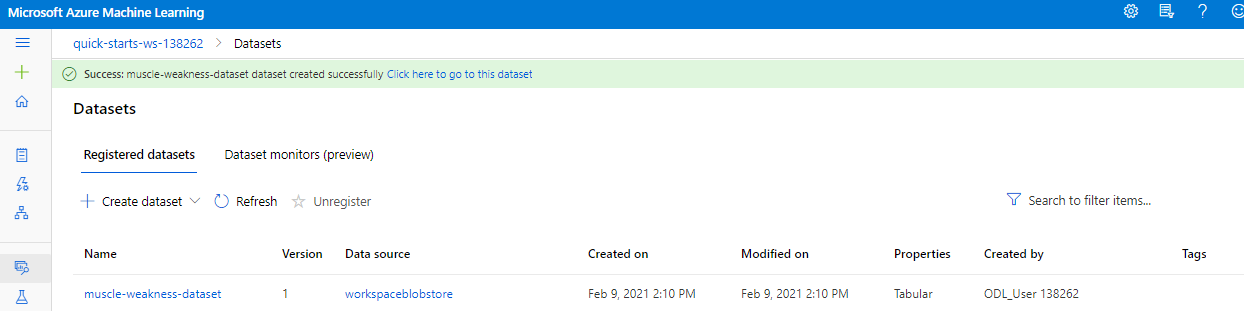 Microsoft Azure Machine Learning
quick-starts-ws-138262 > Datasets
Success: muscle-weakness-dataset dataset created successfully Click here to go to this dataset
Datasets
Registered datasets Dataset monitors (preview)
Create dataset Refresh Unregister Search to filter items...
Name Version Data source Created on Modified on Properties Created by Tags
muscle-weakness-dataset 1 workspaceblobstore Feb 9, 2021 2:10 PM Feb 9, 2021 2:10 PM Tabular ODL_User 138262